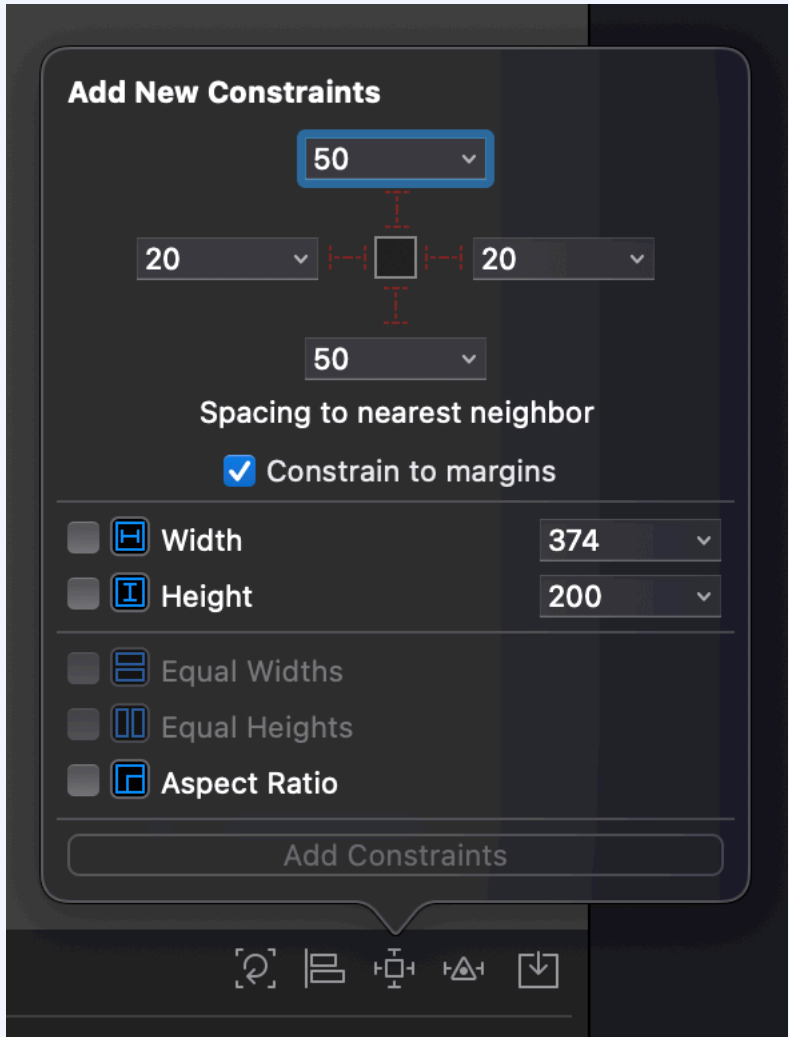 Add New Constraints
50
20 20
50
Spacing to nearest neighbor
Constrain to margins
Width 374
Height 200
Equal Widths
Equal Heights
Aspect Ratio
Add Constraints